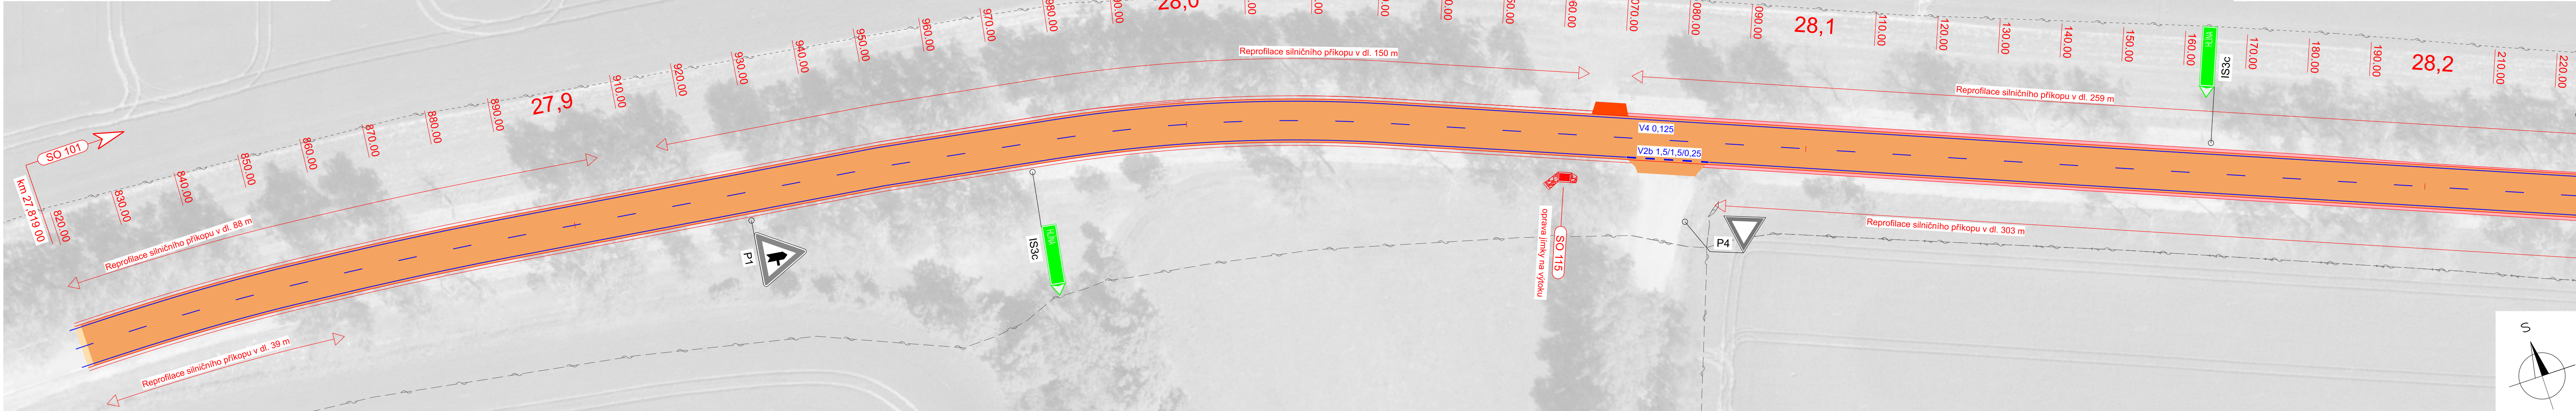 SO 101
km 27,819 00
820.00
830.00
840.00
850.00
860.00
870.00
880.00
890.00
27,9
910.00
920.00
930.00
940.00
950.00
960.00
970.00
980.00
28,0
060.00
070.00
080.00
090.00
28,1
110.00
120.00
130.00
140.00
150.00
160.00
170.00
180.00
190.00
28,2
210.00
220.00
Reprofilace silničního příkopu v dl. 88 m
Reprofilace silničního příkopu v dl. 39 m
Reprofilace silničního příkopu v dl. 150 m
Reprofilace silničního příkopu v dl. 259 m
Reprofilace silničního příkopu v dl. 303 m
P1
IS3c
V4 0,125
V2b 1,5/1,5/0,25
oprava jímky na výtoku
SO 115
P4
IS3c
S